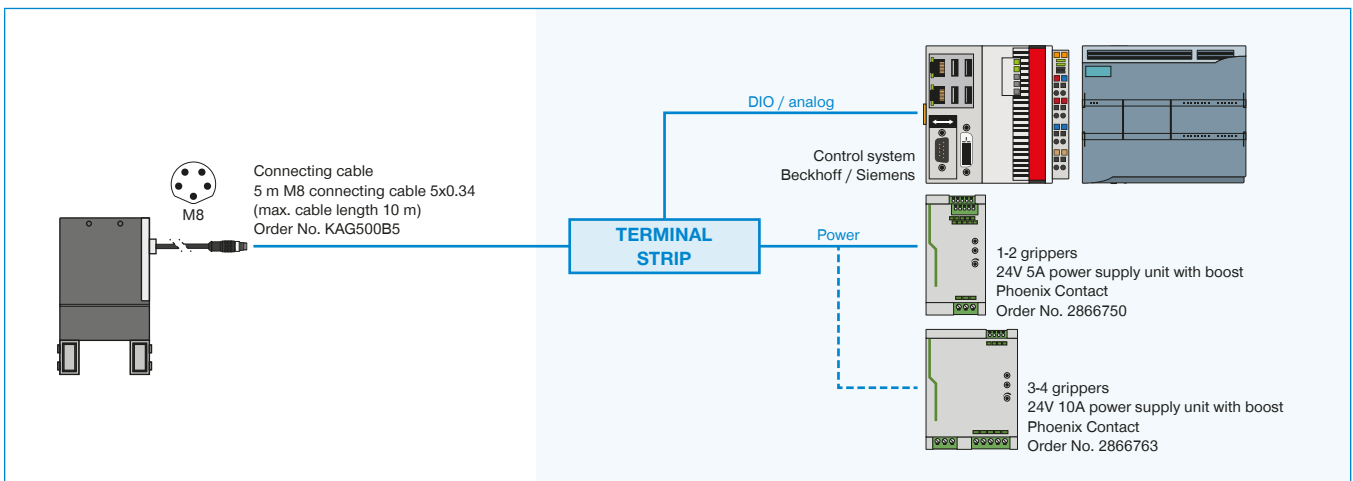 M8
Connecting cable
5 m M8 connecting cable 5x0.34
(max. cable length 10 m)
Order No. KAG500B5
TERMINAL
STRIP
DIO / analog
Control system
Beckhoff / Siemens
Power
1-2 grippers
24V 5A power supply unit with boost
Phoenix Contact
Order No. 2866750
3-4 grippers
24V 10A power supply unit with boost
Phoenix Contact
Order No. 2866763